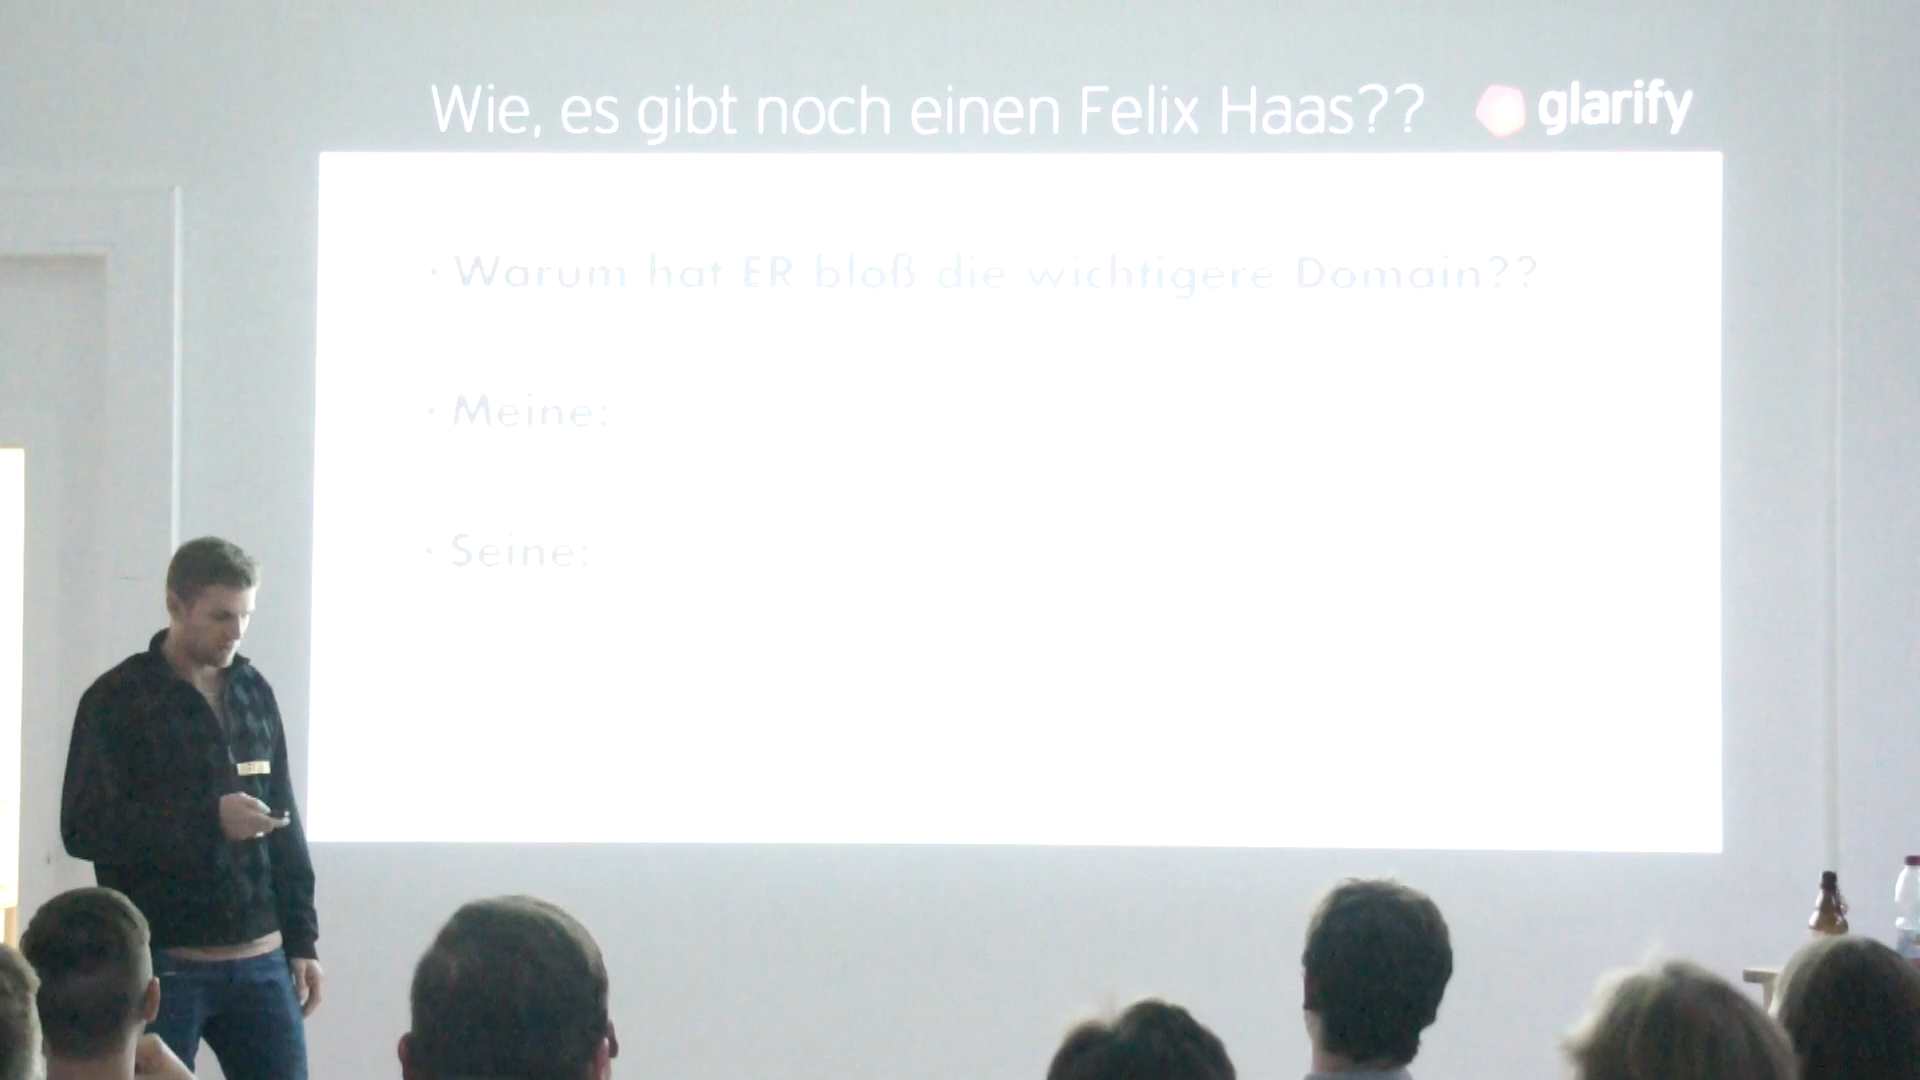 Wie, es gibt noch einen Felix Haas??
glarify
· Warum hat ER bloß die wichtigere Domain??
· Meine:
· Seine: